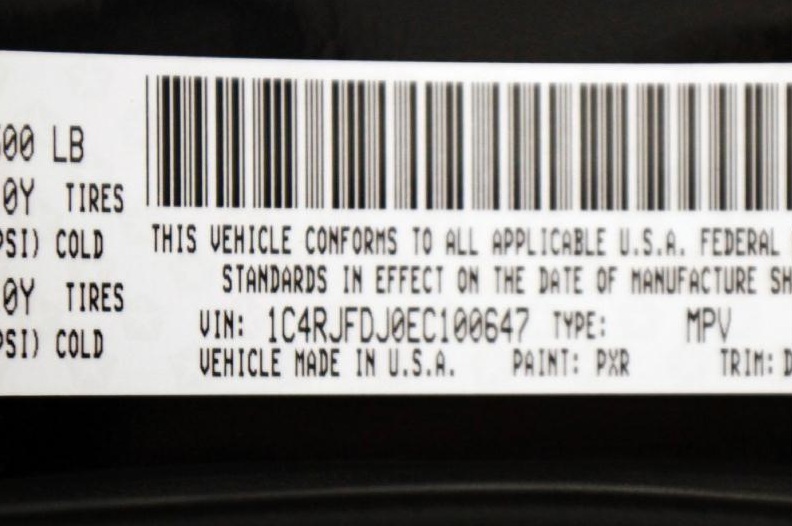 00 LB
0Y TIRES
PSI) COLD
0Y TIRES
PSI) COLD
THIS VEHICLE CONFORMS TO ALL APPLICABLE U.S.A. FEDERAL
STANDARDS IN EFFECT ON THE DATE OF MANUFACTURE SH
VIN: 1C4RJFDJ0EC100647 TYPE: MPV
VEHICLE MADE IN U.S.A. PAINT: PXR TRIM: D